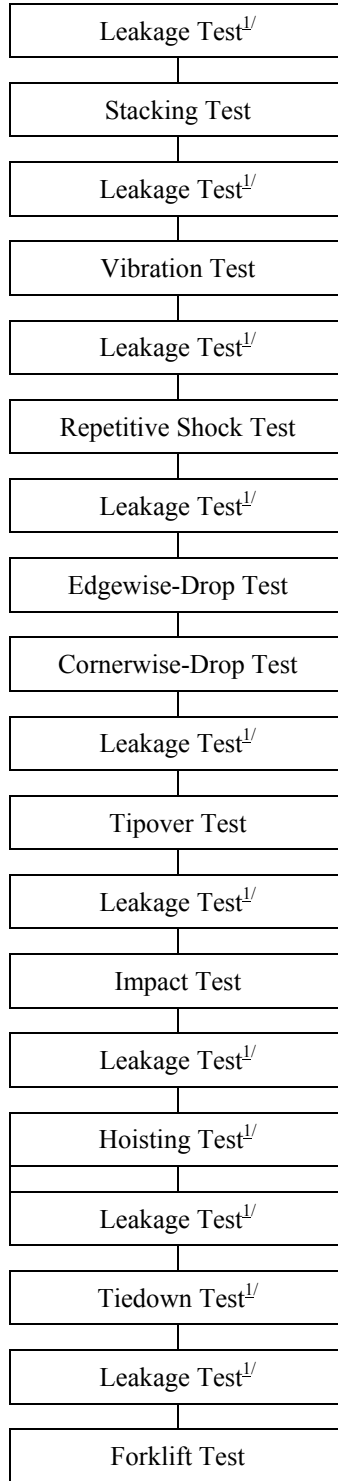 Leakage Test1/
Stacking Test
Leakage Test1/
Vibration Test
Leakage Test1/
Repetitive Shock Test
Leakage Test1/
Edgewise-Drop Test
Cornerwise-Drop Test
Leakage Test1/
Tipover Test
Leakage Test1/
Impact Test
Leakage Test1/
Hoisting Test1/
Leakage Test1/
Tiedown Test1/
Leakage Test1/
Forklift Test